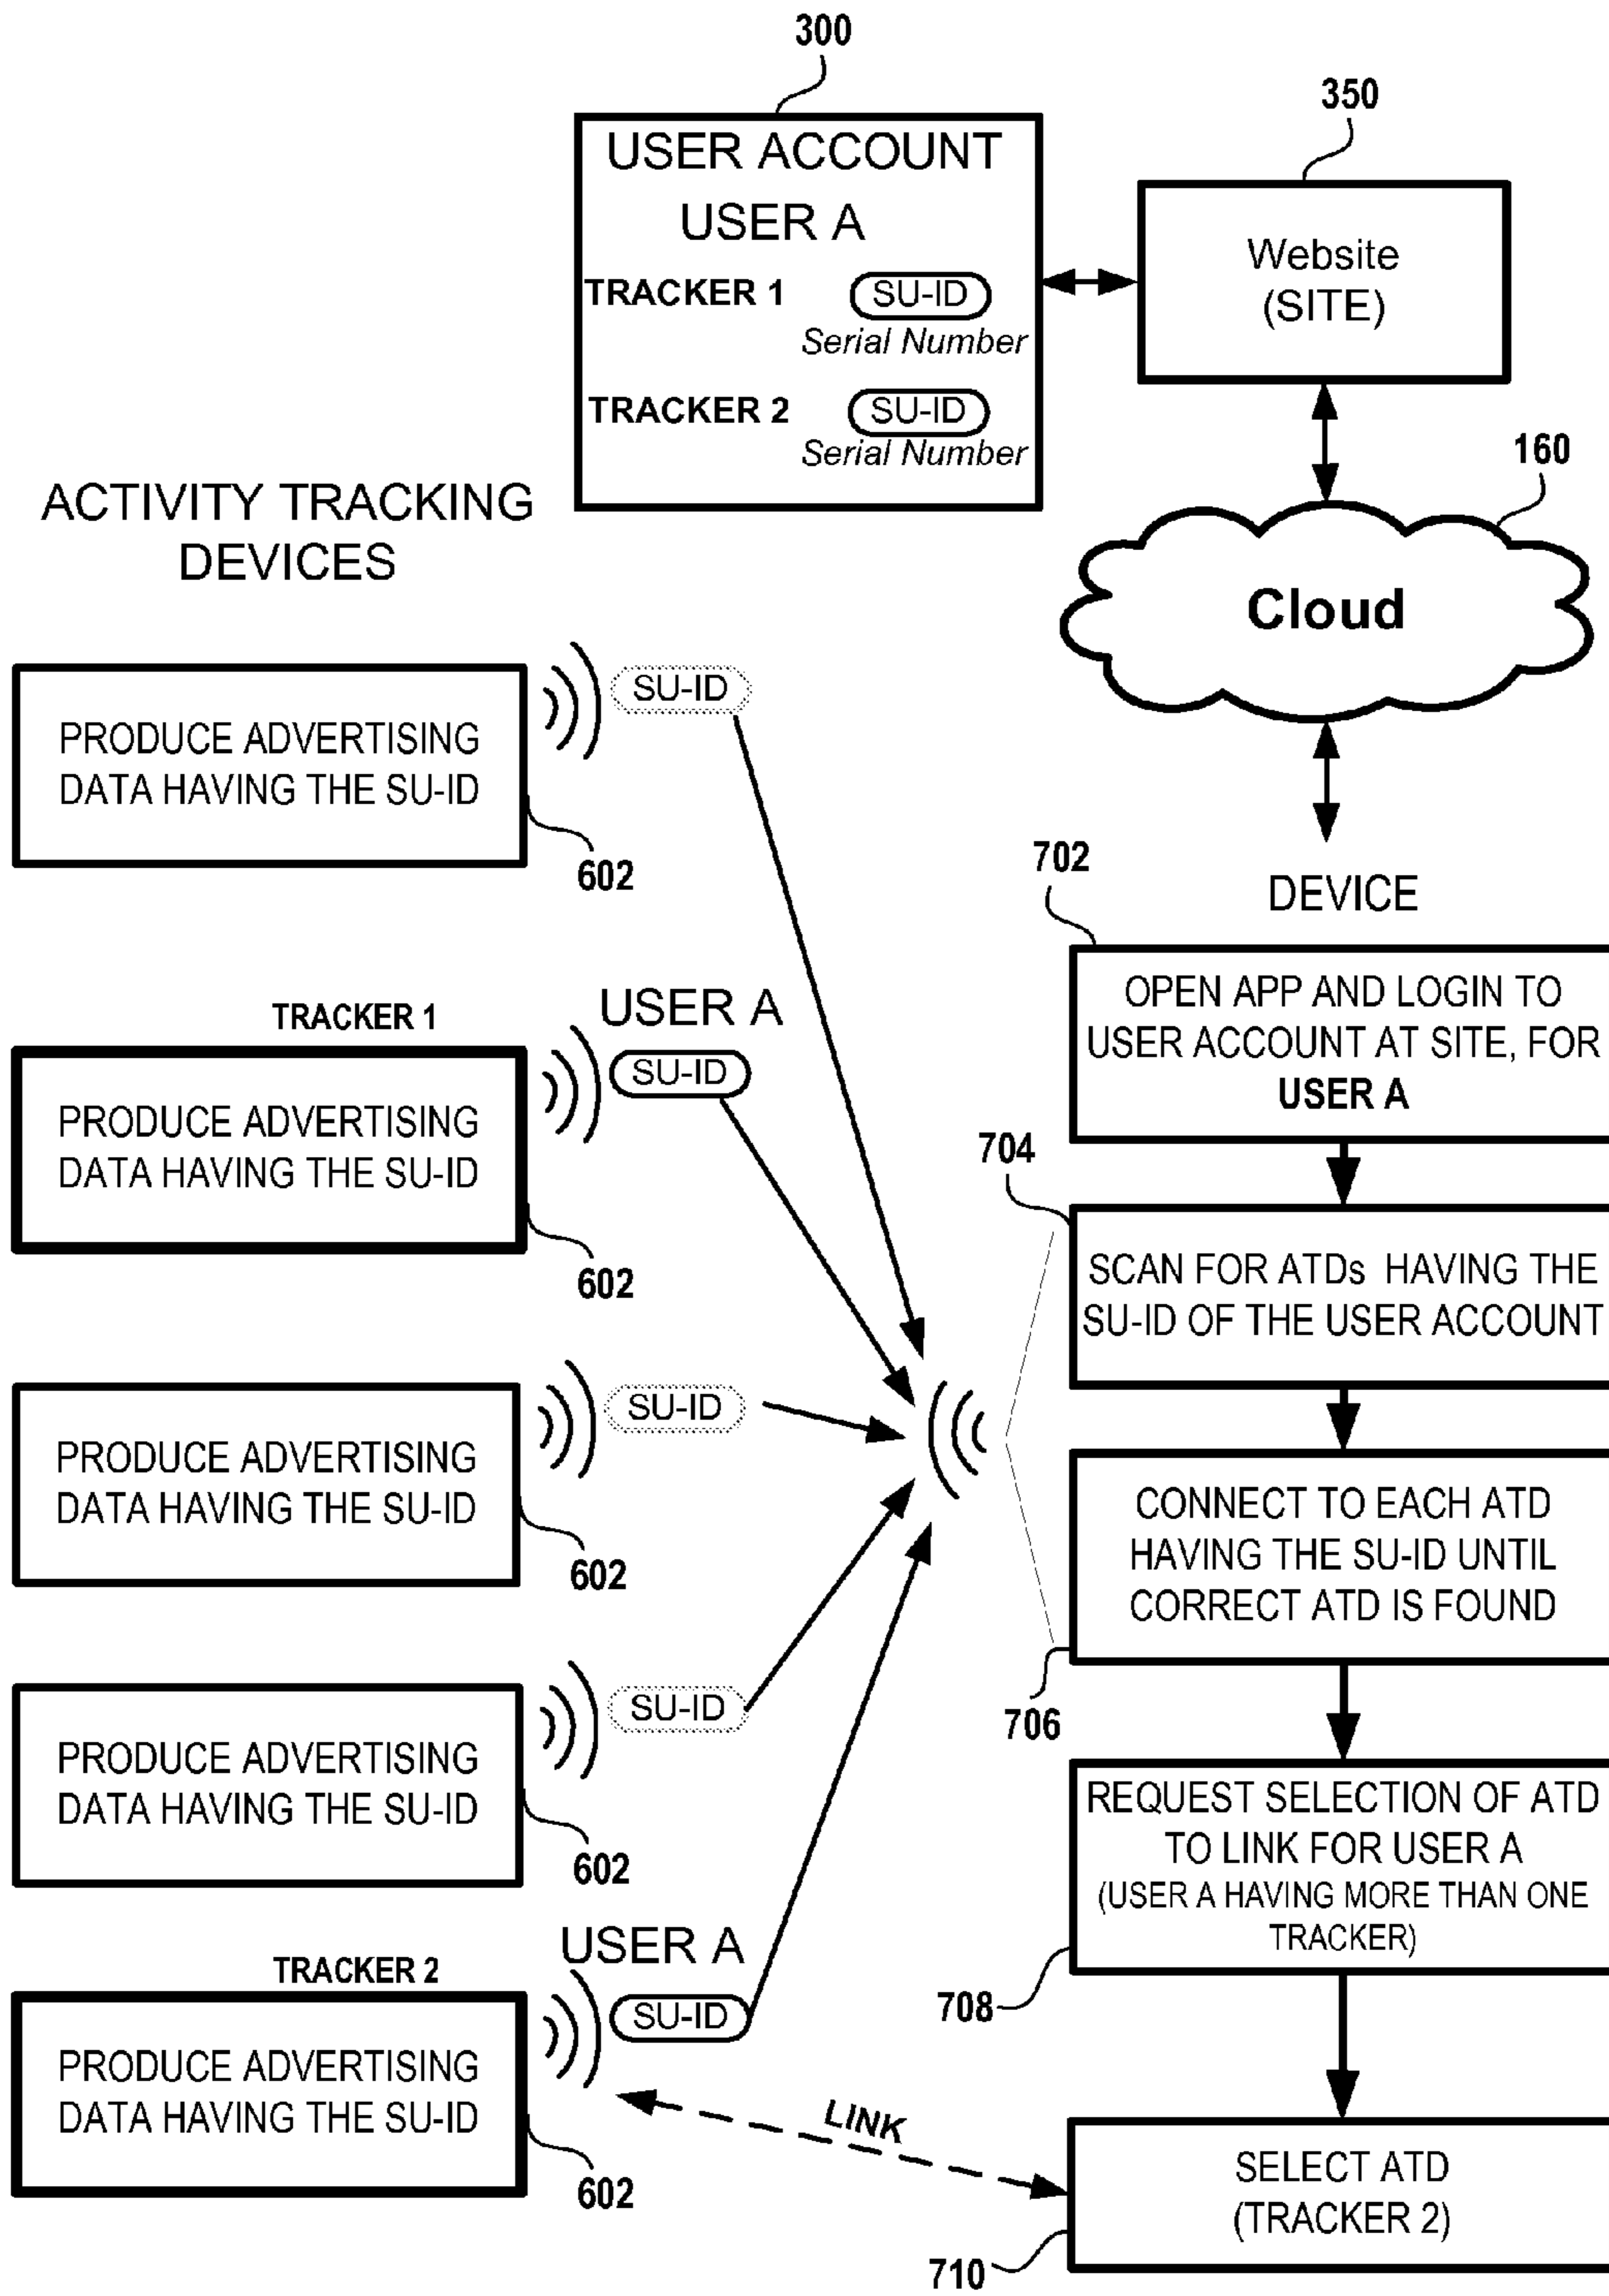 300
350
USER ACCOUNT
USER A
TRACKER 1 SU-ID
Serial Number
TRACKER 2 SU-ID
Serial Number
Website
(SITE)
160
Cloud
ACTIVITY TRACKING
DEVICES
SU-ID
PRODUCE ADVERTISING
DATA HAVING THE SU-ID
602
TRACKER 1
USER A
SU-ID
PRODUCE ADVERTISING
DATA HAVING THE SU-ID
602
SU-ID
PRODUCE ADVERTISING
DATA HAVING THE SU-ID
602
SU-ID
PRODUCE ADVERTISING
DATA HAVING THE SU-ID
602
TRACKER 2
USER A
SU-ID
PRODUCE ADVERTISING
DATA HAVING THE SU-ID
602
LINK
DEVICE
702
OPEN APP AND LOGIN TO
USER ACCOUNT AT SITE, FOR
USER A
704
SCAN FOR ATDs HAVING THE
SU-ID OF THE USER ACCOUNT
CONNECT TO EACH ATD
HAVING THE SU-ID UNTIL
CORRECT ATD IS FOUND
706
REQUEST SELECTION OF ATD
TO LINK FOR USER A
(USER A HAVING MORE THAN ONE
TRACKER)
708
SELECT ATD
(TRACKER 2)
710